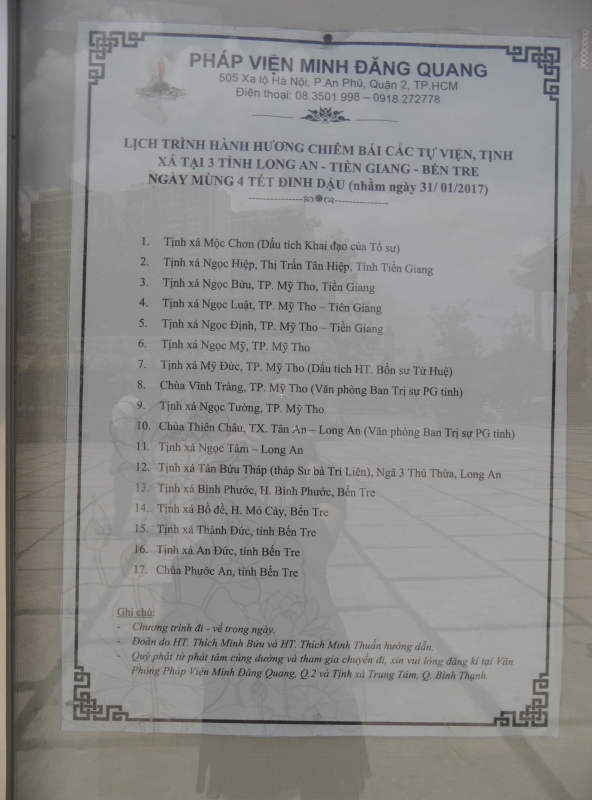 PHÁP VIỆN MINH ĐĂNG QUANG
505 Xa lộ Hà Nội, P.An Phú, Quận 2, TP.HCM
Điện thoại: 08.3501 998 – 0918 272778
LỊCH TRÌNH HÀNH HƯƠNG CHIÊM BÁI CÁC TỰ VIỆN, TỊNH
XÁ TẠI 3 TỈNH LONG AN - TIỀN GIANG - BẾN TRE
NGÀY MÙNG 4 TẾT ĐINH DẬU (nhằm ngày 31/ 01/2017)
1. Tịnh xá Mộc Chơn (Dấu tích Khai đạo của Tổ sư)
2. Tịnh xá Ngọc Hiệp, Thị Trấn Tân Hiệp, Tỉnh Tiền Giang
3. Tịnh xá Ngọc Bửu, TP. Mỹ Tho, Tiền Giang
4. Tịnh xá Ngọc Luật, TP. Mỹ Tho – Tiền Giang
5. Tịnh xá Ngọc Định, TP. Mỹ Tho – Tiền Giang
6. Tịnh xá Ngọc Mỹ, TP. Mỹ Tho
7. Tịnh xá Mỹ Đức, TP. Mỹ Tho (Dấu tích HT. Bổn sư Từ Huệ)
8. Chùa Vĩnh Tràng, TP. Mỹ Tho (Văn phòng Ban Trị sự PG tỉnh)
9. Tịnh xá Ngọc Tường, TP. Mỹ Tho
10. Chùa Thiên Châu, TX. Tân An – Long An (Văn phòng Ban Trị sự PG tỉnh)
11. Tịnh xá Ngọc Tâm – Long An
12. Tịnh xá Tân Bửu Tháp (tháp Sư bà Trí Liên), Ngã 3 Thủ Thừa, Long An
13. Tịnh xá Bình Phước, H. Bình Phước, Bến Tre
14. Tịnh xá Bồ đề, H. Mỏ Cày, Bến Tre
15. Tịnh xá Thành Đức, tỉnh Bến Tre
16. Tịnh xá An Đức, tỉnh Bến Tre
17. Chùa Phước An, tỉnh Bến Tre
Ghi chú:
- Chương trình đi - về trong ngày.
- Đoàn do HT. Thích Minh Bửu và HT. Thích Minh Thuấn hướng dẫn.
- Quý phật tử phát tâm cúng dường và tham gia chuyến đi, xin vui lòng đăng kí tại Văn
Phòng Pháp Viện Minh Đăng Quang, Q.2 và Tịnh xá Trung Tâm, Q. Bình Thạnh.